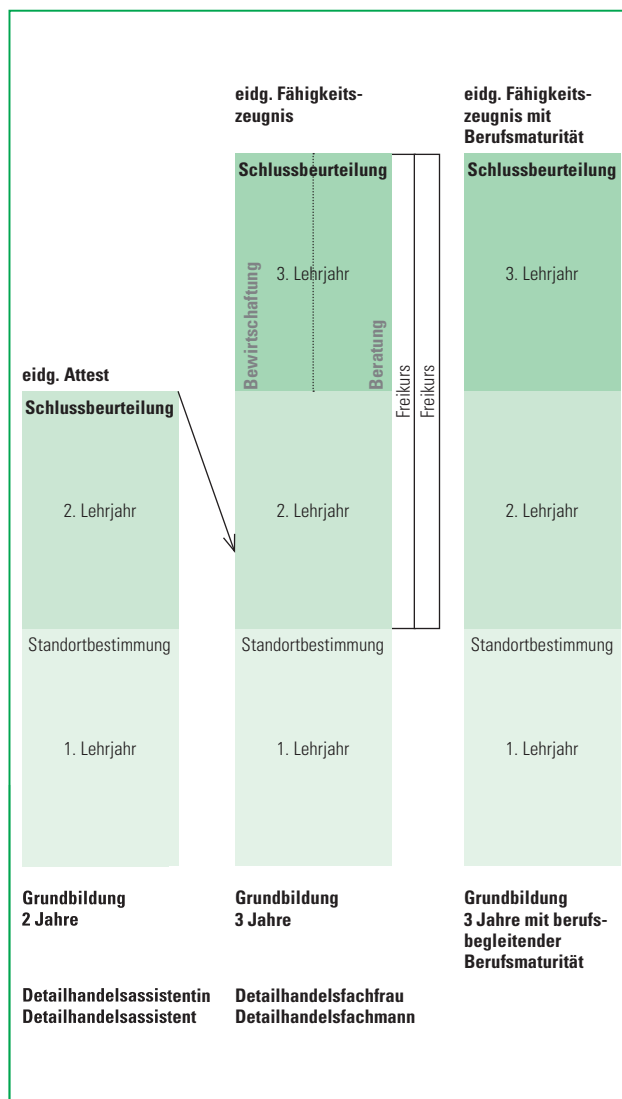 eidg. Fähigkeits-
zeugnis
eidg. Fähigkeits-
zeugnis mit
Berufsmaturität
Schlussbeurteilung
Schlussbeurteilung
3. Lehrjahr
3. Lehrjahr
Bewirtschaftung
Beratung
Freikurs
Freikurs
eidg. Attest
Schlussbeurteilung
2. Lehrjahr
2. Lehrjahr
2. Lehrjahr
Standortbestimmung
Standortbestimmung
Standortbestimmung
1. Lehrjahr
1. Lehrjahr
1. Lehrjahr
Grundbildung
2 Jahre
Grundbildung
3 Jahre
Grundbildung
3 Jahre mit berufs-
begleitender
Berufsmaturität
Detailhandelsassistentin
Detailhandelsassistent
Detailhandelsfachfrau
Detailhandelsfachmann